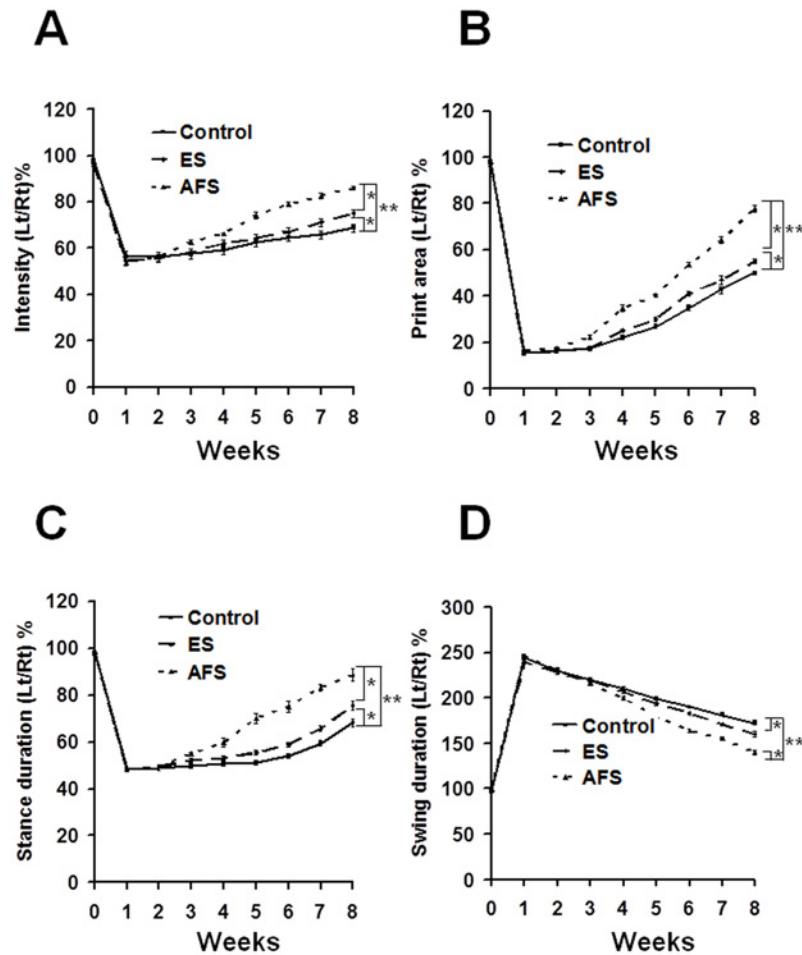 A
Intensity (Lt/Rt)%
120
100
80
60
40
20
0
Control
ES
AFS
*
*
**
0 1 2 3 4 5 6 7 8
Weeks
B
Print area (Lt/Rt) %
120
100
80
60
40
20
0
Control
ES
AFS
***
*
0 1 2 3 4 5 6 7 8
Weeks
C
Stance duration (Lt/Rt) %
120
100
80
60
40
20
0
Control
ES
AFS
*
*
**
0 1 2 3 4 5 6 7 8
Weeks
D
Swing duration (Lt/Rt) %
300
250
200
150
100
50
0
Control
ES
AFS
*
*
**
0 1 2 3 4 5 6 7 8
Weeks